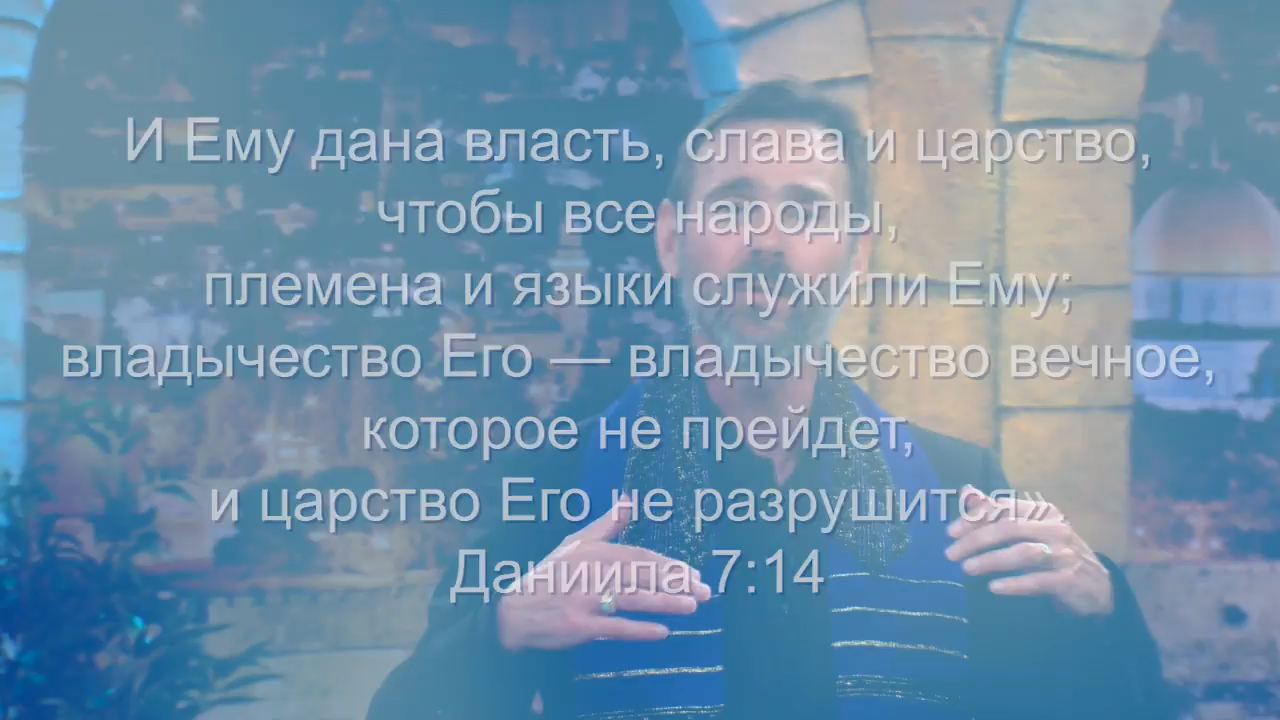 И Ему дана власть, слава и царство,
чтобы все народы,
племена и языки служили Ему;
владычество Его — владычество вечное,
которое не прейдет,
и царство Его не разрушится»
Даниила 7:14